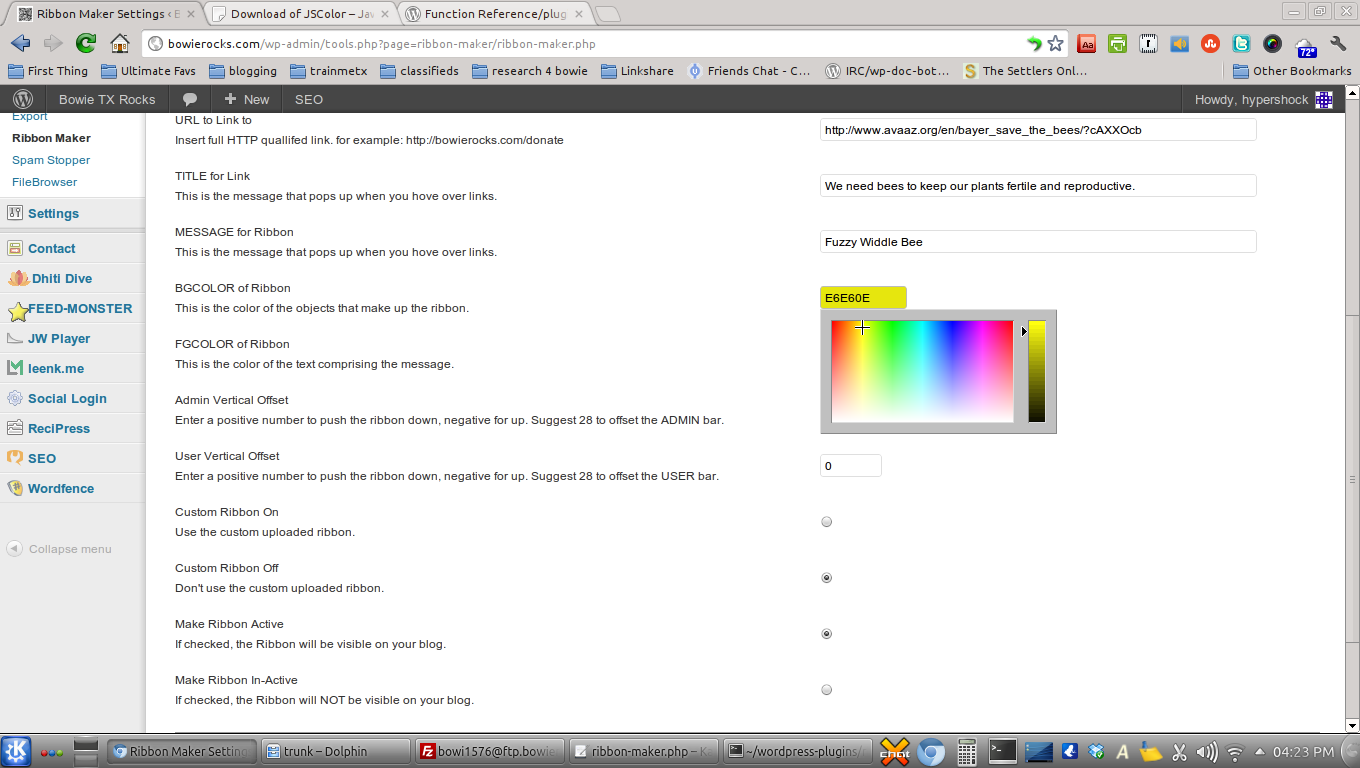 Ribbon Maker Settings ‹ B
Download of JSColor – Jav
Function Reference/plug
bowierocks.com/wp-admin/tools.php?page=ribbon-maker/ribbon-maker.php
Aa
72°
First Thing
Ultimate Favs
blogging
trainmetx
classifieds
research 4 bowie
Linkshare
Friends Chat - C...
IRC/wp-doc-bot...
The Settlers Onl...
Other Bookmarks
Bowie TX Rocks
New
SEO
Howdy, hypershock
Export
Ribbon Maker
Spam Stopper
FileBrowser
Settings
Contact
Dhiti Dive
FEED-MONSTER
JW Player
leenk.me
Social Login
ReciPress
SEO
Wordfence
Collapse menu
URL to Link to
Insert full HTTP quallifed link. for example: http://bowierocks.com/donate
http://www.avaaz.org/en/bayer_save_the_bees/?cAXXOcb
TITLE for Link
This is the message that pops up when you hove over links.
We need bees to keep our plants fertile and reproductive.
MESSAGE for Ribbon
This is the message that pops up when you hove over links.
Fuzzy Widdle Bee
BGCOLOR of Ribbon
This is the color of the objects that make up the ribbon.
E6E60E
FGCOLOR of Ribbon
This is the color of the text comprising the message.
Admin Vertical Offset
Enter a positive number to push the ribbon down, negative for up. Suggest 28 to offset the ADMIN bar.
User Vertical Offset
Enter a positive number to push the ribbon down, negative for up. Suggest 28 to offset the USER bar.
0
Custom Ribbon On
Use the custom uploaded ribbon.
Custom Ribbon Off
Don't use the custom uploaded ribbon.
Make Ribbon Active
If checked, the Ribbon will be visible on your blog.
Make Ribbon In-Active
If checked, the Ribbon will NOT be visible on your blog.
Ribbon Maker Setting
trunk – Dolphin
bowi1576@ftp.bowie
ribbon-maker.php – Ka
~/wordpress-plugins/
chat
04:23 PM